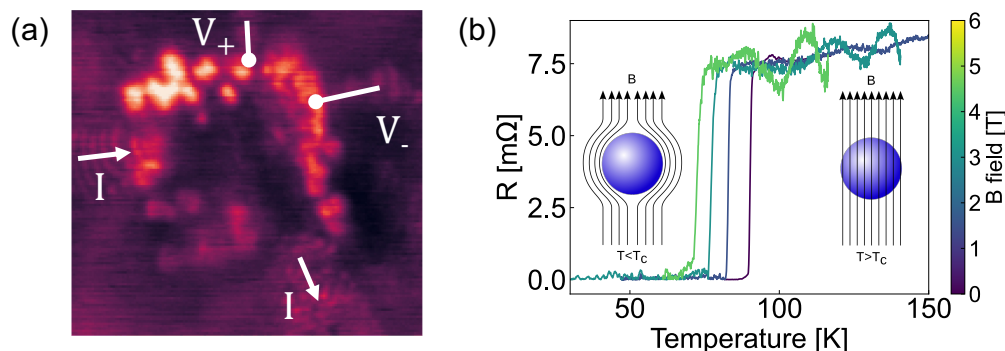 (a)
V+
V-
I
I
(b)
R [mΩ]
7.5
5.0
2.5
0.0
B
T<Tc
B
T>Tc
50
100
150
Temperature [K]
6
5
4
3
2
1
0
B field [T]